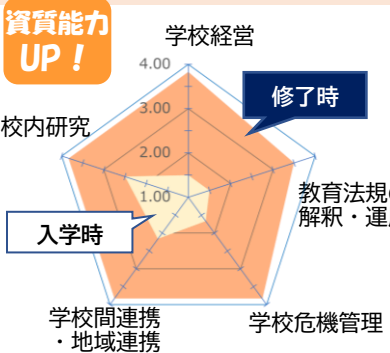 資質能力
UP！
学校経営
4.00
修了時
3.00
校内研究
2.00
1.00
教育法規の
解釈・運用
入学時
学校間連携
・地域連携
学校危機管理